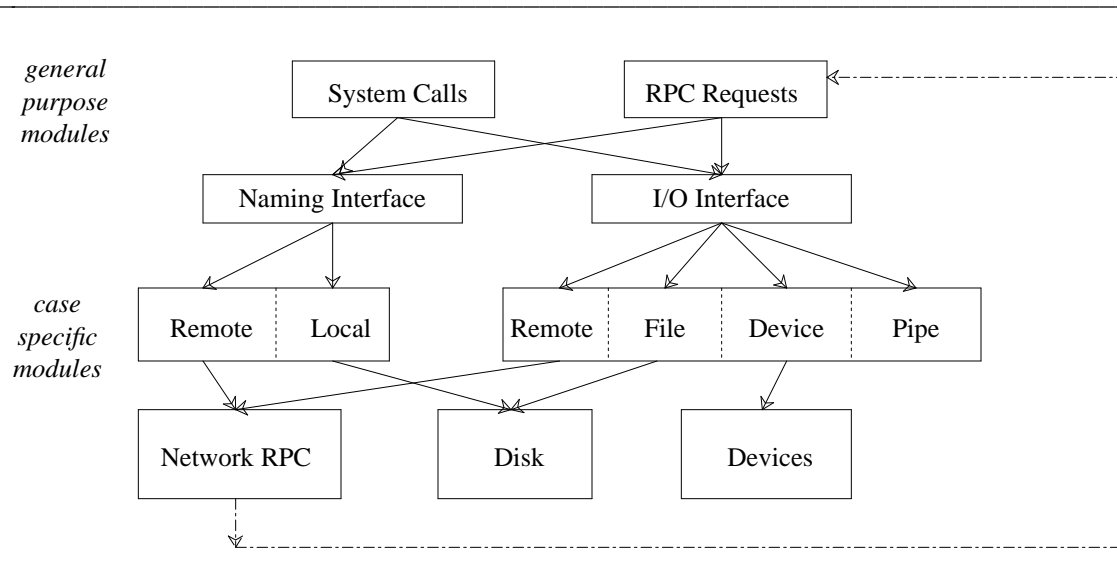 general
purpose
modules
System Calls
RPC Requests
Naming Interface
I/O Interface
case
specific
modules
Remote
Local
Remote
File
Device
Pipe
Network RPC
Disk
Devices